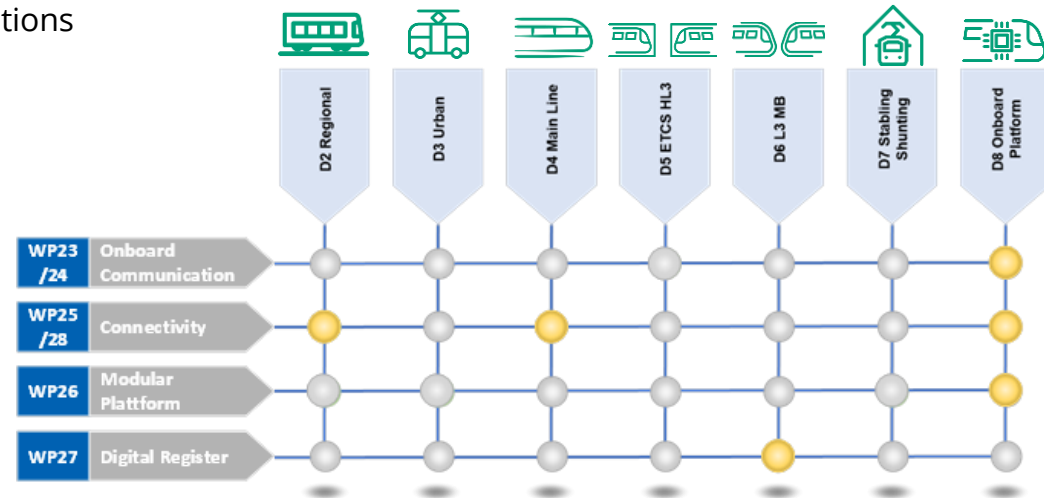 tions
D2 Regional
D3 Urban
D4 Main Line
D5 ETCS HL3
D6 L3 MB
D7 Stabling
Shunting
D8 Onboard
Platform
WP23
/24
Onboard
Communication
WP25
/28
Connectivity
WP26
Modular
Plattform
WP27
Digital Register